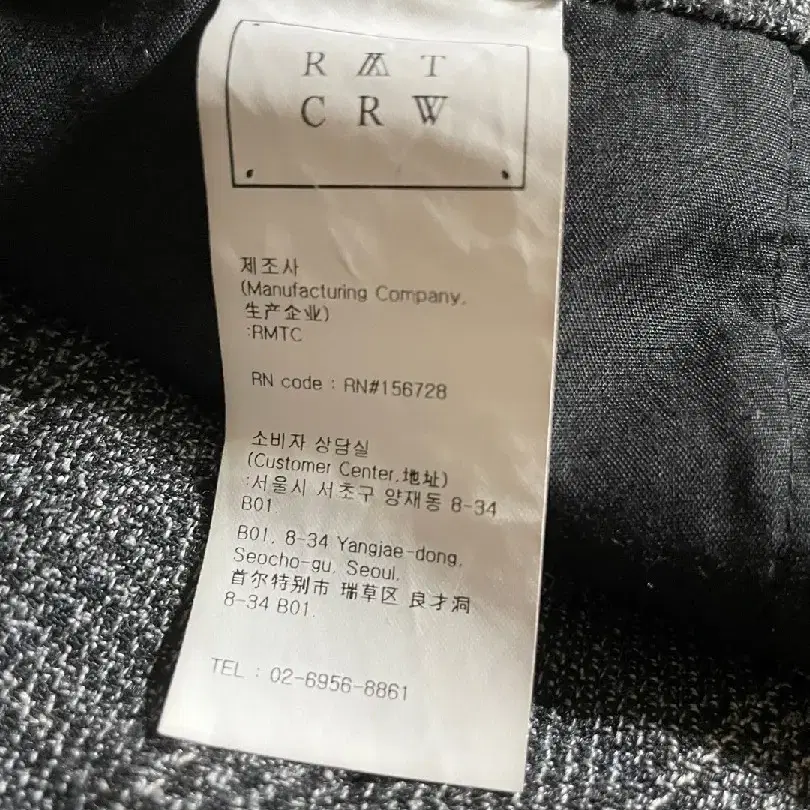 R M T
C R W
제조사
(Manufacturing Company,
生产企业)
:RMTC
RN code : RN#156728
소비자 상담실
(Customer Center,地址)
:서울시 서초구 양재동 8-34
B01
B01, 8-34 Yangjae-dong,
Seocho-gu, Seoul,
首尔特别市 瑞草区 良才洞
8-34 B01.
TEL : 02-6956-8861